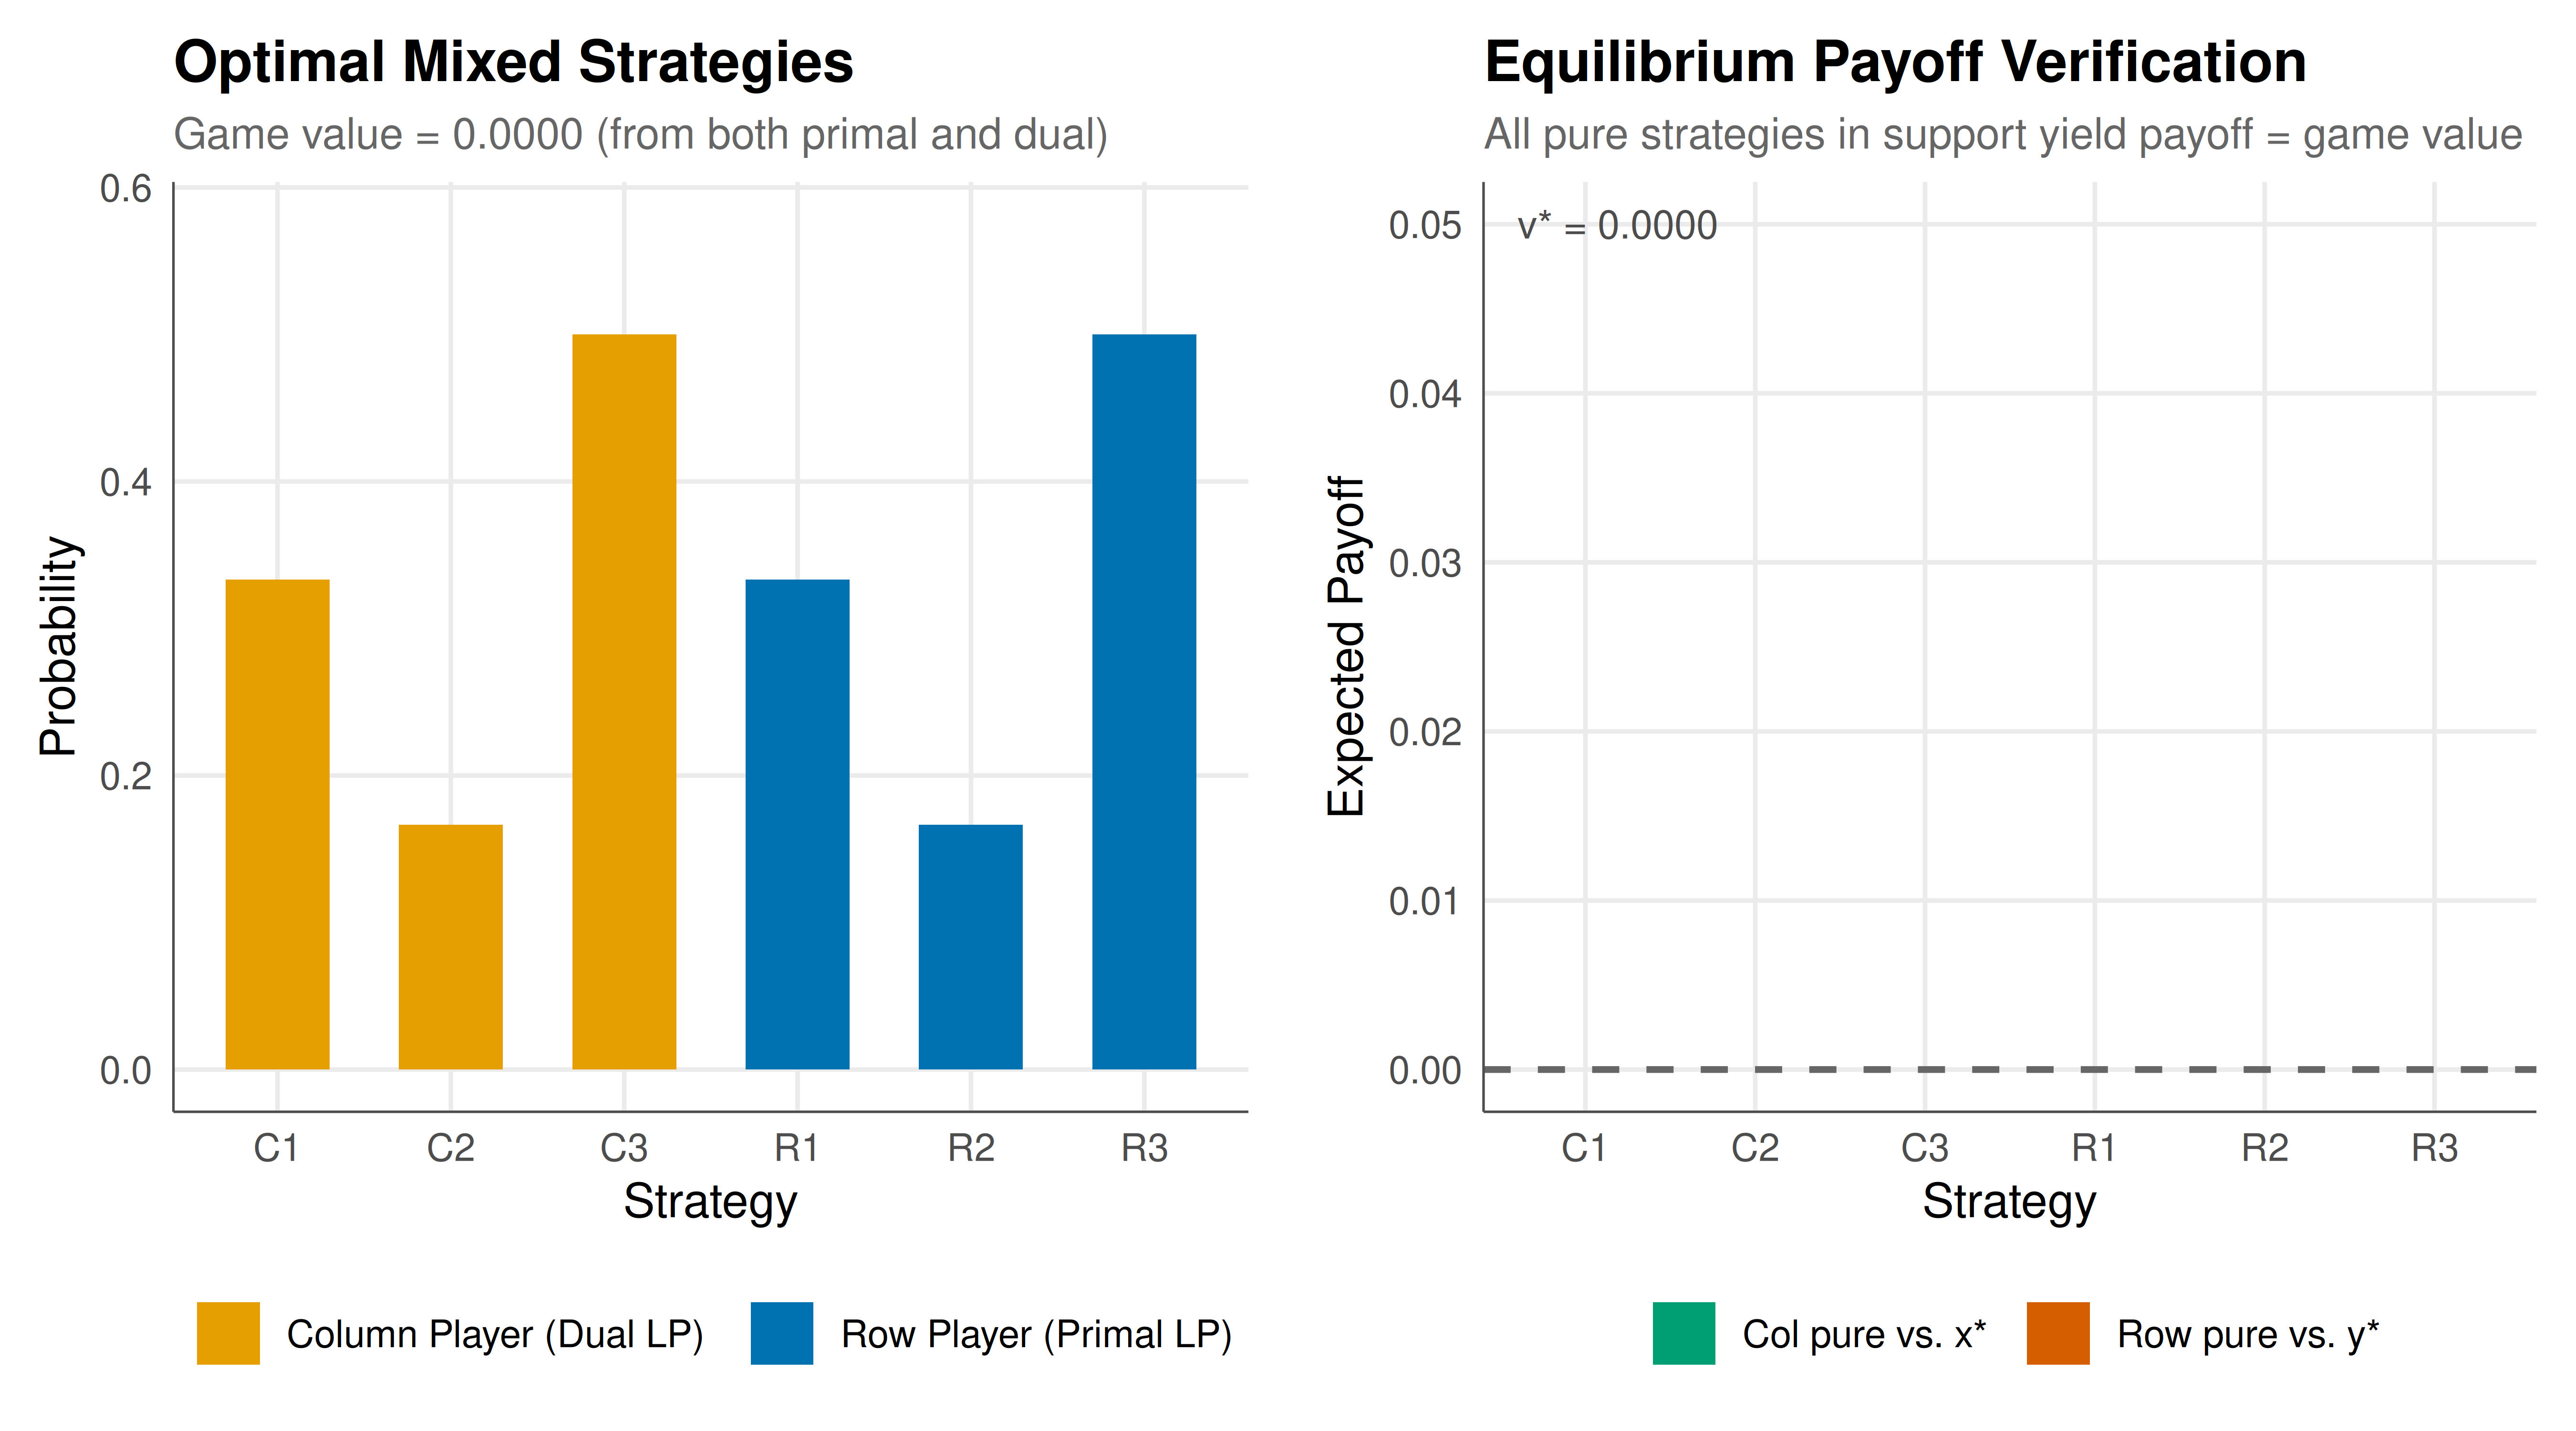 Optimal Mixed Strategies
Game value = 0.0000 (from both primal and dual)
0.6
0.4
0.2
0.0
Probability
C1 C2 C3 R1 R2 R3
Strategy
Column Player (Dual LP) Row Player (Primal LP)
Equilibrium Payoff Verification
All pure strategies in support yield payoff = game value
v* = 0.0000
0.05
0.04
0.03
0.02
0.01
0.00
Expected Payoff
C1 C2 C3 R1 R2 R3
Strategy
Col pure vs. x* Row pure vs. y*